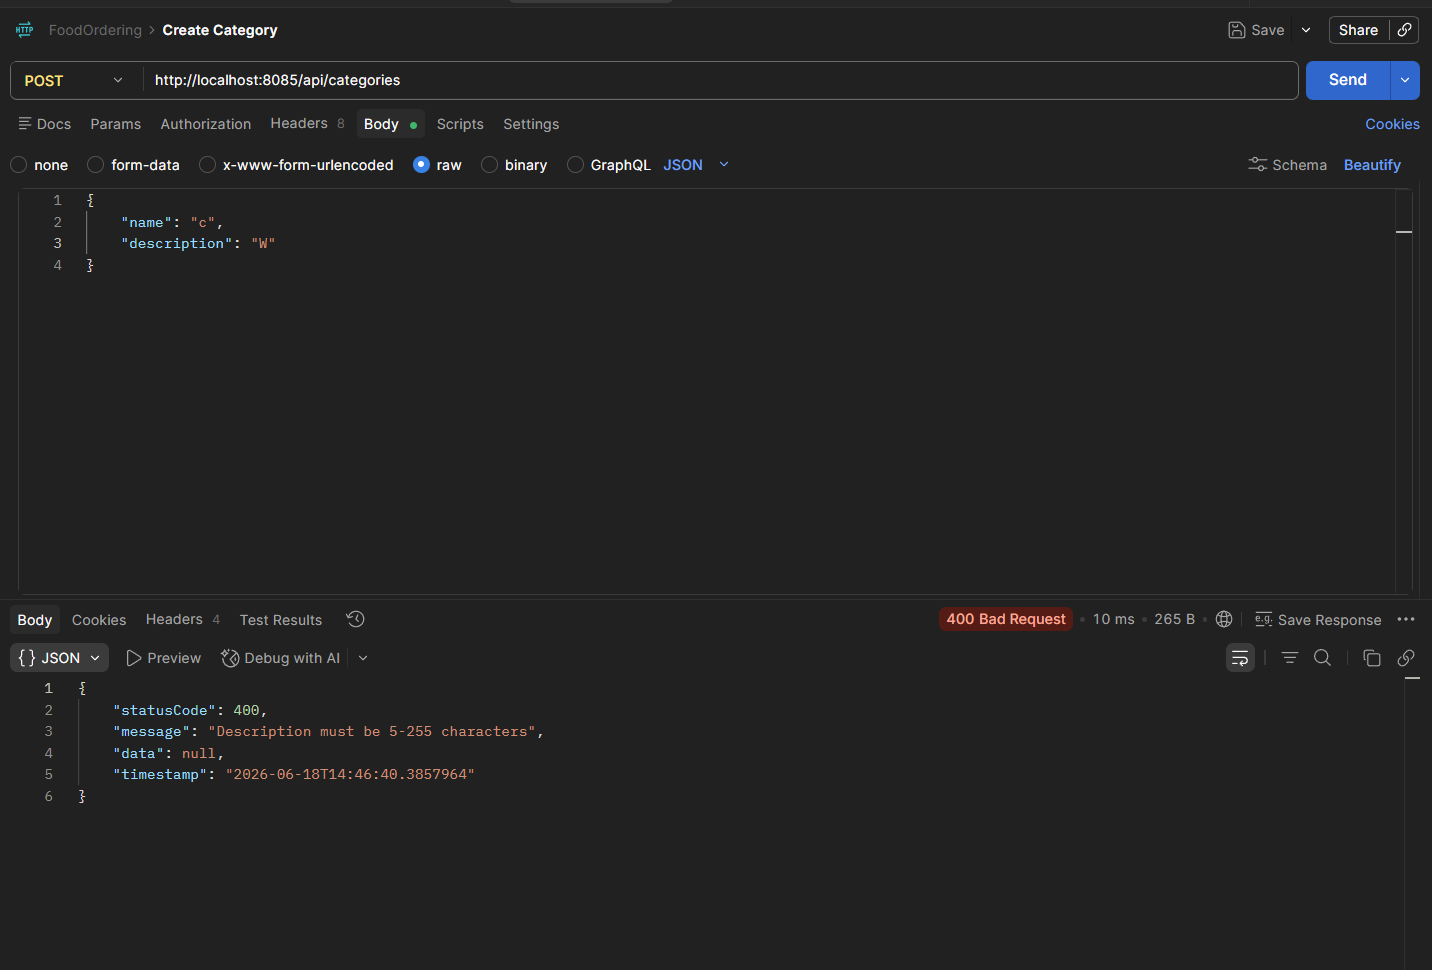 HTTP FoodOrdering > Create Category Save Share
POST http://localhost:8085/api/categories Send
Docs Params Authorization Headers 8 Body Scripts Settings Cookies
none form-data x-www-form-urlencoded raw binary GraphQL JSON Schema Beautify
1 {
2 "name": "c",
3 "description": "W"
4 }
Body Cookies Headers 4 Test Results 400 Bad Request • 10 ms • 265 B • e.g. Save Response
{} JSON Preview Debug with AI
1 {
2 "statusCode": 400,
3 "message": "Description must be 5-255 characters",
4 "data": null,
5 "timestamp": "2026-06-18T14:46:40.3857964"
6 }